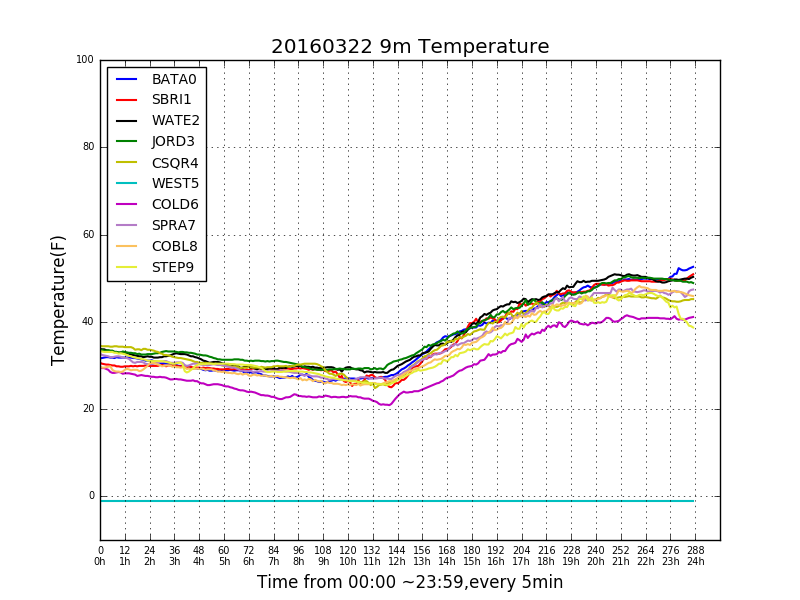 20160322 9m Temperature
100
80
60
40
20
0
Temperature(F)
BATA0
SBRI1
WATE2
JORD3
CSQR4
WEST5
COLD6
SPRA7
COBL8
STEP9
0 12 24 36 48 60 72 84 96 108 120 132 144 156 168 180 192 204 216 228 240 252 264 276 288
0h 1h 2h 3h 4h 5h 6h 7h 8h 9h 10h 11h 12h 13h 14h 15h 16h 17h 18h 19h 20h 21h 22h 23h 24h
Time from 00:00 ~23:59,every 5min